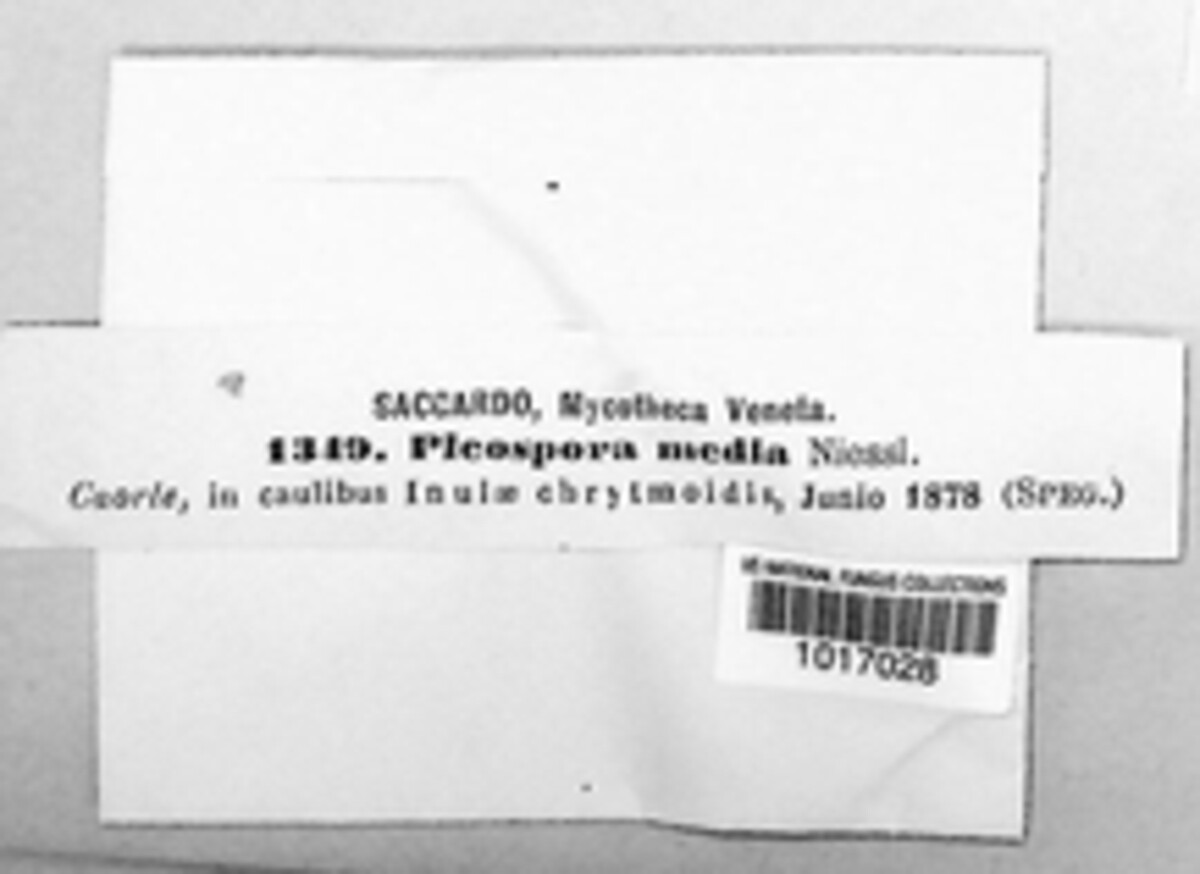 SACCARDO, Mycotheca Veneta.
1349. Pleospora media Niessl.
Caorle, in caulibus Inulæ chrytmoidis, Junio 1878 (SPEG.)
US NATIONAL FUNGUS COLLECTIONS
1017028